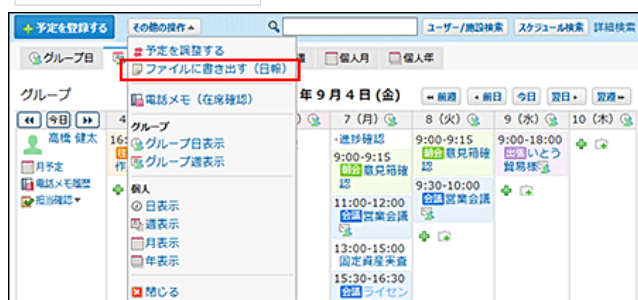 予定を登録する その他の操作▲ ユーザー/施設検索 スケジュール検索 詳細検索
グループ日 個人月 個人年
予定を調整する
ファイルに書き出す（日報）
電話メモ（在席確認）
グループ
グループ日表示
グループ週表示
個人
日表示
週表示
月表示
年表示
閉じる
グループ 年 9 月 4 日 (金) 前週 前日 今日 翌日 翌週
今日 7 (月) 8 (火) 9 (水) 10 (木)
高橋 健太
月予定
電話メモ履歴
担当確認▼
・進捗確認
9:00-9:15
朝会 意見箱確認
11:00-12:00
会議 営業会議
13:00-15:00
固定資産実査
15:30-16:30
会議 ライセン
9:00-9:15
朝会 意見箱確認
9:30-10:00
会議 営業会議
9:00-18:00
出張 いとう貿易様